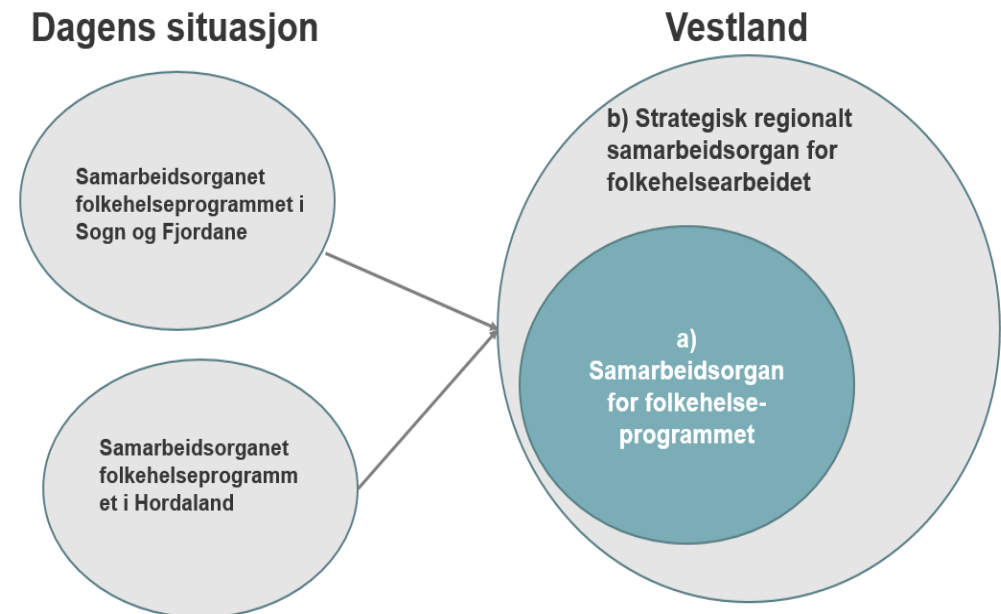 Dagens situasjon
Samarbeidsorganet
folkehelseprogrammet i
Sogn og Fjordane
Samarbeidsorganet
folkehelseprogramm
et i Hordaland
Vestland
b) Strategisk regionalt
samarbeidsorgan for
folkehelsearbeidet
a)
Samarbeidsorgan
for folkehelse-
programmet